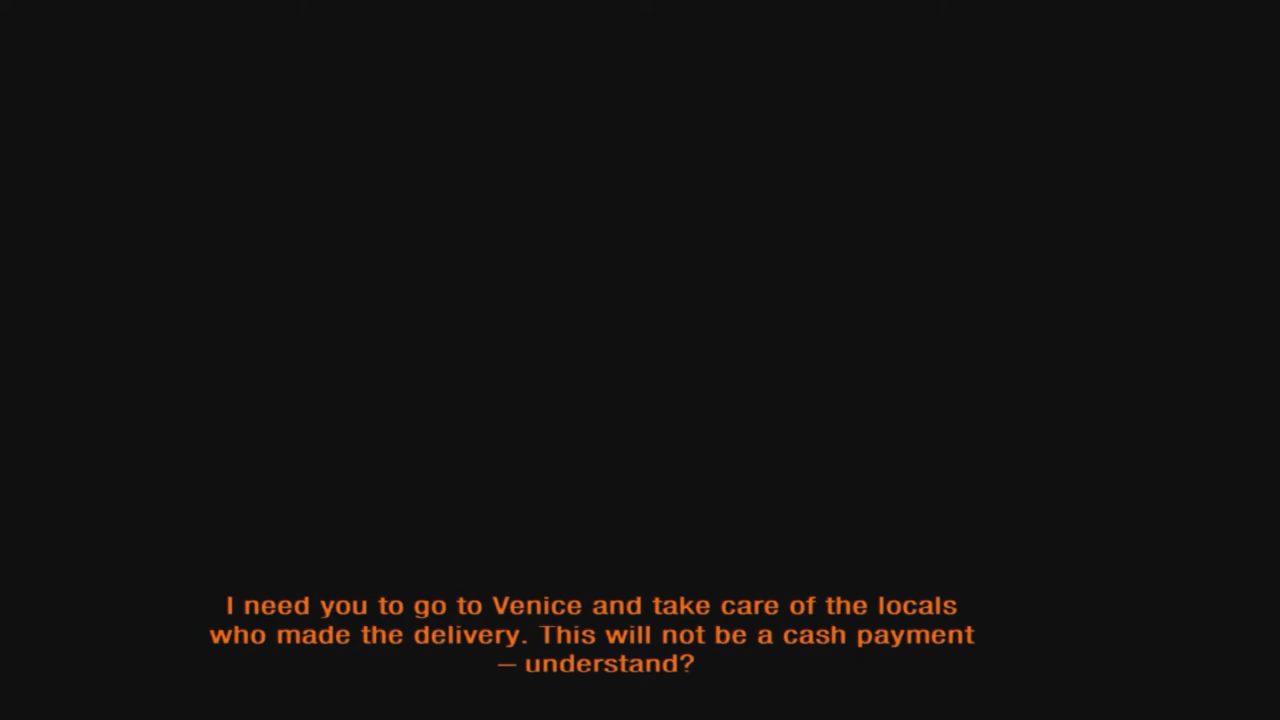 I need you to go to Venice and take care of the locals
who made the delivery. This will not be a cash payment
– understand?